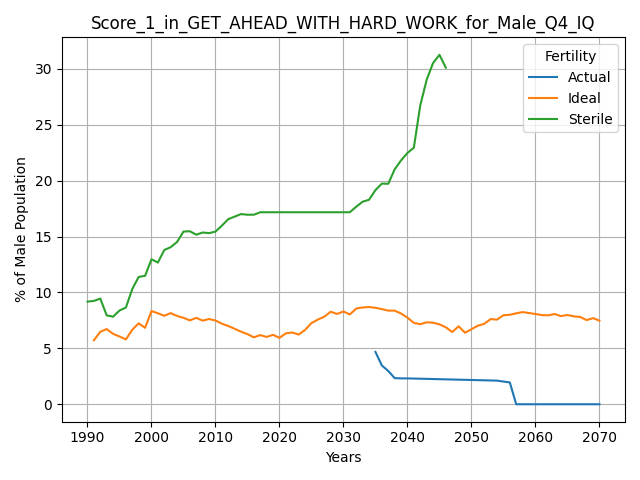 Score_1_in_GET_AHEAD_WITH_HARD_WORK_for_Male_Q4_IQ
Fertility
Actual
Ideal
Sterile
% of Male Population
30
25
20
15
10
5
0
1990 2000 2010 2020 2030 2040 2050 2060 2070
Years